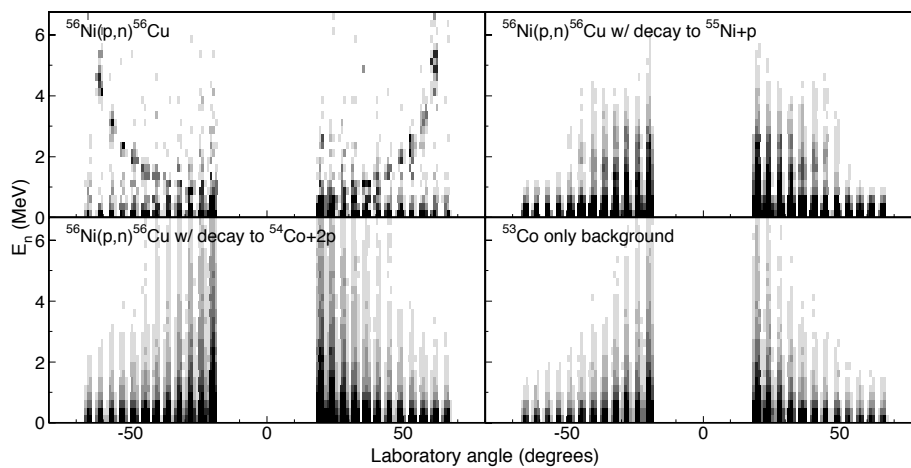 ⁵⁶Ni(p,n)⁵⁶Cu
⁵⁶Ni(p,n)⁵⁶Cu w/ decay to ⁵⁵Ni+p
6
4
2
0
⁵⁶Ni(p,n)⁵⁶Cu w/ decay to ⁵⁴Co+2p
⁵³Co only background
6
4
2
0
E_n (MeV)
-50 0 50 -50 0 50
Laboratory angle (degrees)